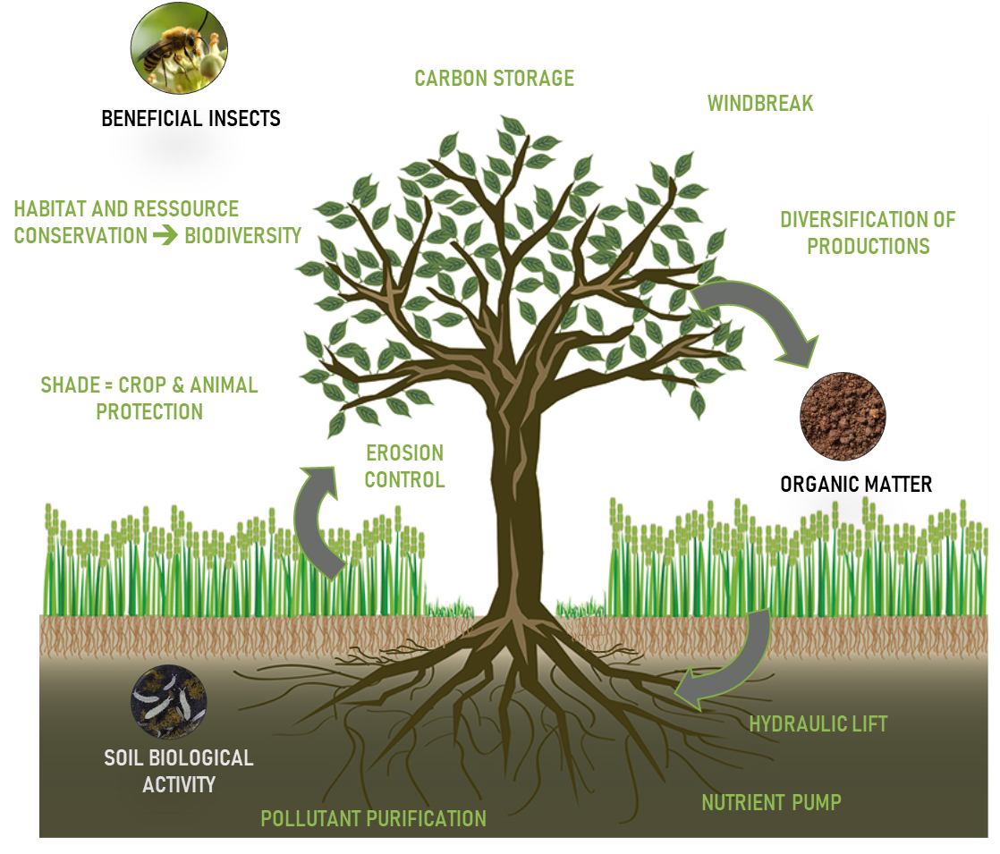 CARBON STORAGE
WINDBREAK
BENEFICIAL INSECTS
HABITAT AND RESSOURCE
CONSERVATION ➔ BIODIVERSITY
DIVERSIFICATION OF
PRODUCTIONS
SHADE = CROP & ANIMAL
PROTECTION
EROSION
CONTROL
ORGANIC MATTER
HYDRAULIC LIFT
SOIL BIOLOGICAL
ACTIVITY
NUTRIENT PUMP
POLLUTANT PURIFICATION